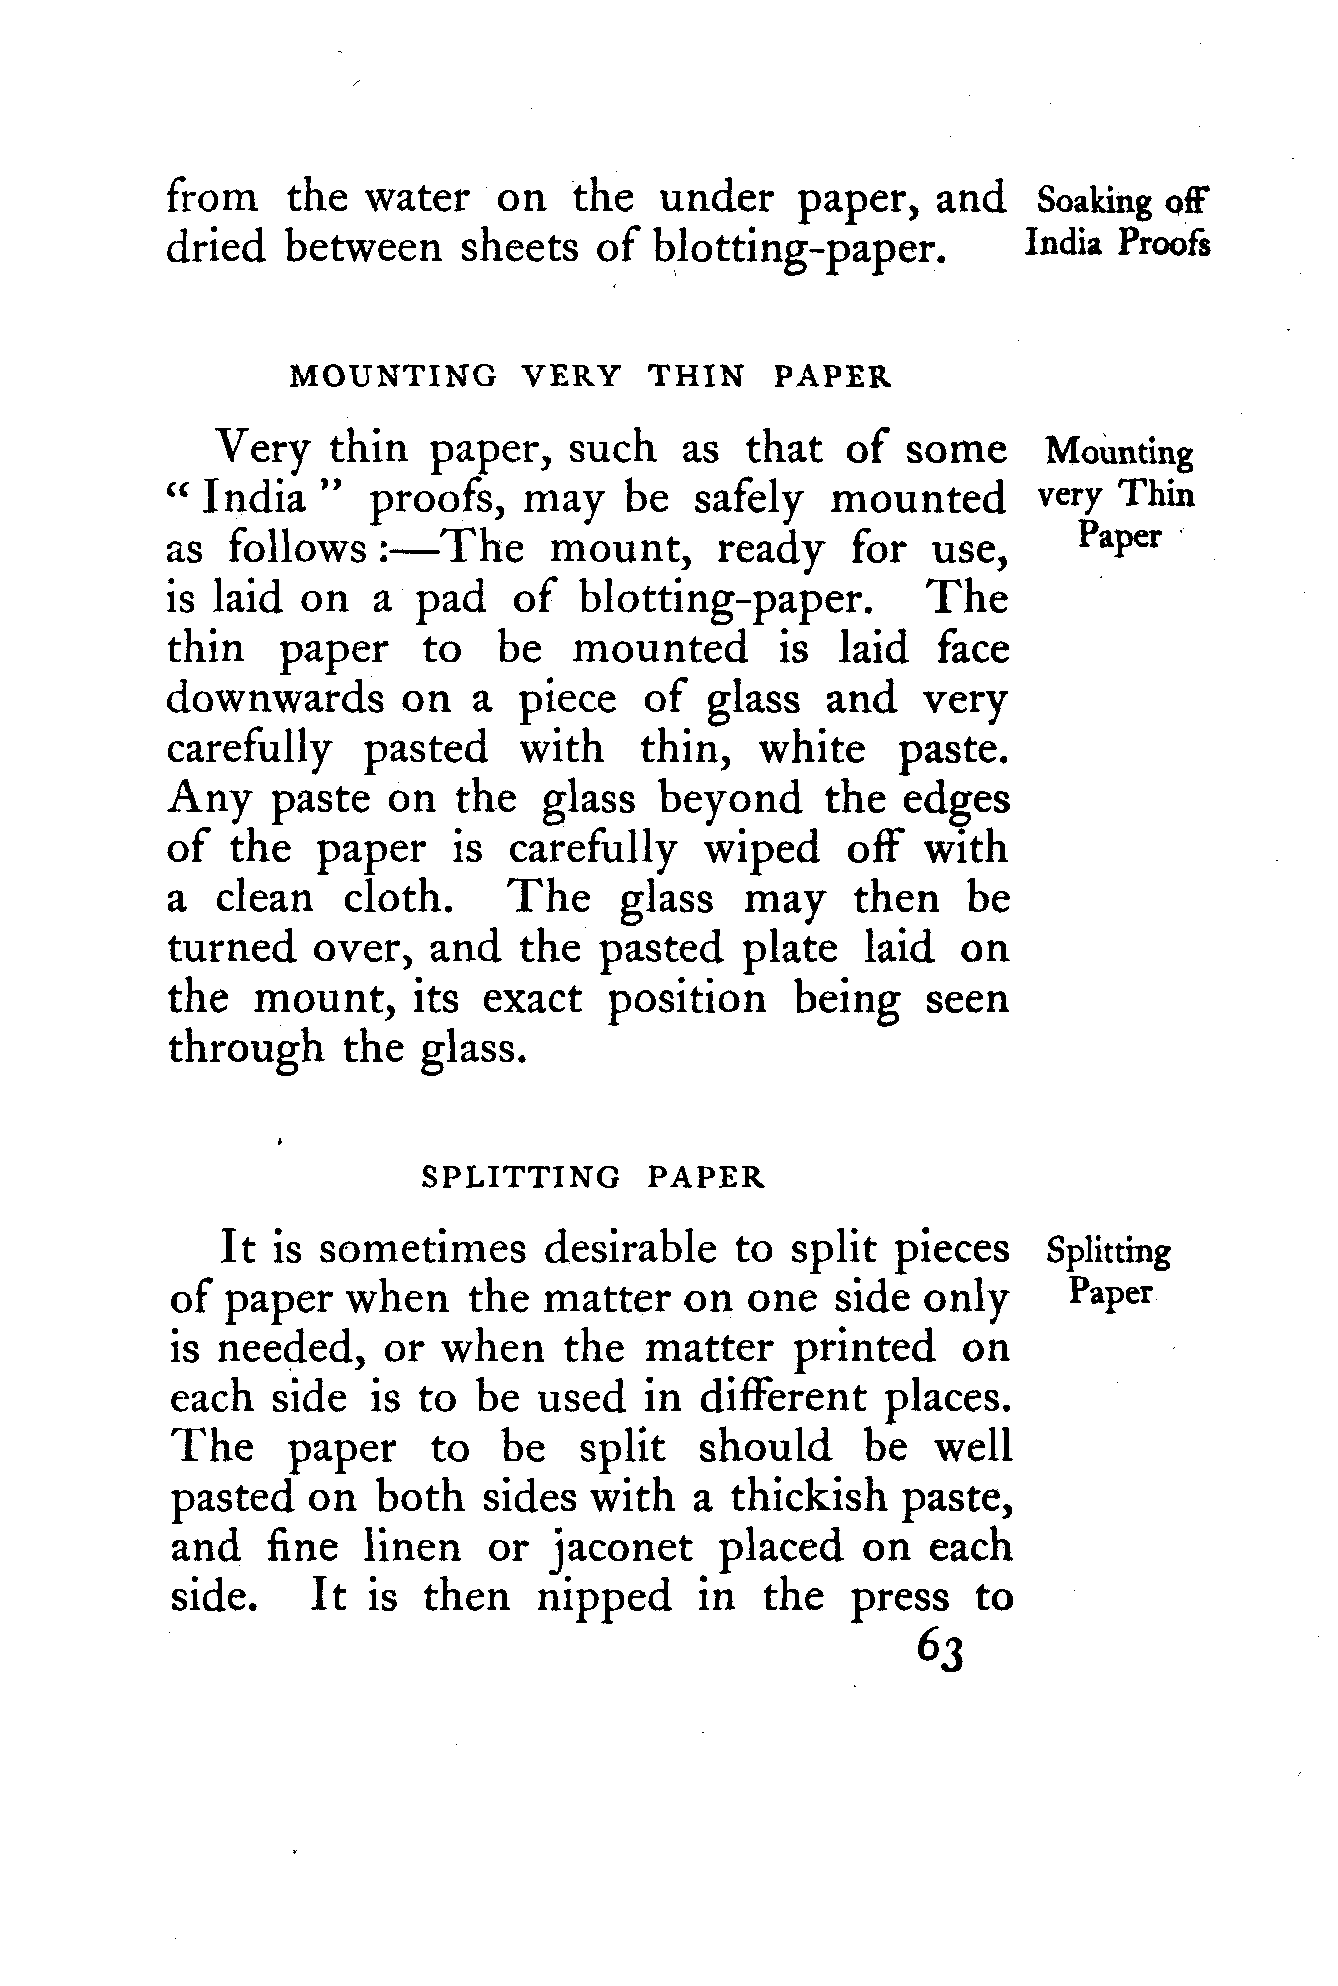 from the water on the under paper, and
dried between sheets of blotting-paper.
Soaking off
India Proofs
MOUNTING VERY THIN PAPER
Very thin paper, such as that of some
“ India ” proofs, may be safely mounted
as follows :—The mount, ready for use,
is laid on a pad of blotting-paper. The
thin paper to be mounted is laid face
downwards on a piece of glass and very
carefully pasted with thin, white paste.
Any paste on the glass beyond the edges
of the paper is carefully wiped off with
a clean cloth. The glass may then be
turned over, and the pasted plate laid on
the mount, its exact position being seen
through the glass.
Mounting
very Thin
Paper
SPLITTING PAPER
It is sometimes desirable to split pieces
of paper when the matter on one side only
is needed, or when the matter printed on
each side is to be used in different places.
The paper to be split should be well
pasted on both sides with a thickish paste,
and fine linen or jaconet placed on each
side. It is then nipped in the press to
Splitting
Paper
63